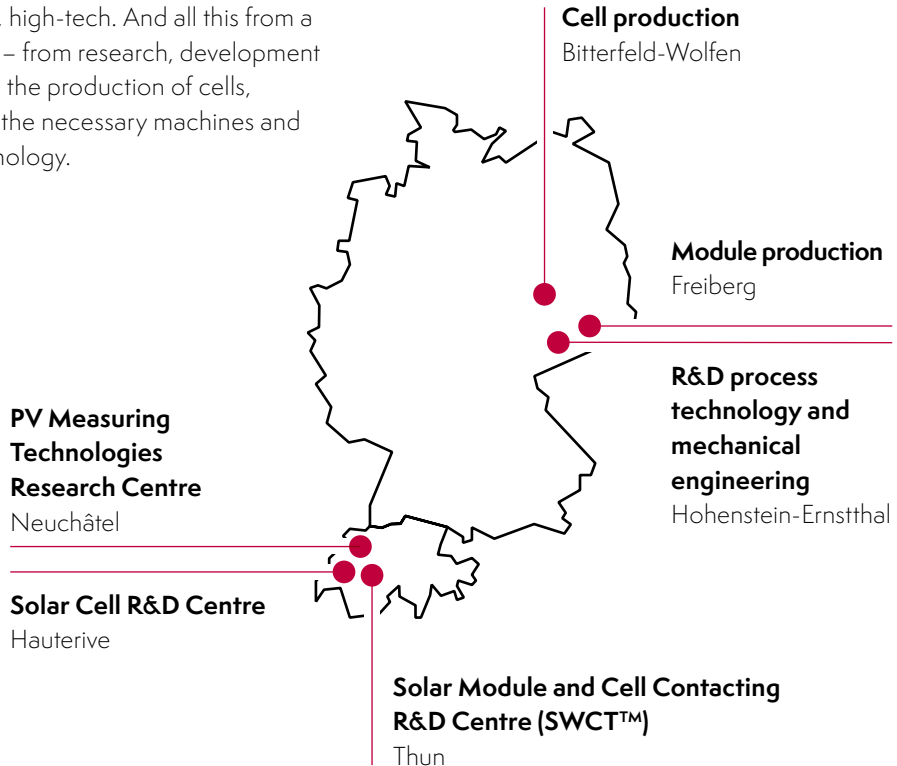 , high-tech. And all this from a
– from research, development
the production of cells,
the necessary machines and
nology.
Cell production
Bitterfeld-Wolfen
Module production
Freiberg
R&D process
technology and
mechanical
engineering
Hohenstein-Ernstthal
PV Measuring
Technologies
Research Centre
Neuchâtel
Solar Cell R&D Centre
Hauterive
Solar Module and Cell Contacting
R&D Centre (SWCT™)
Thun